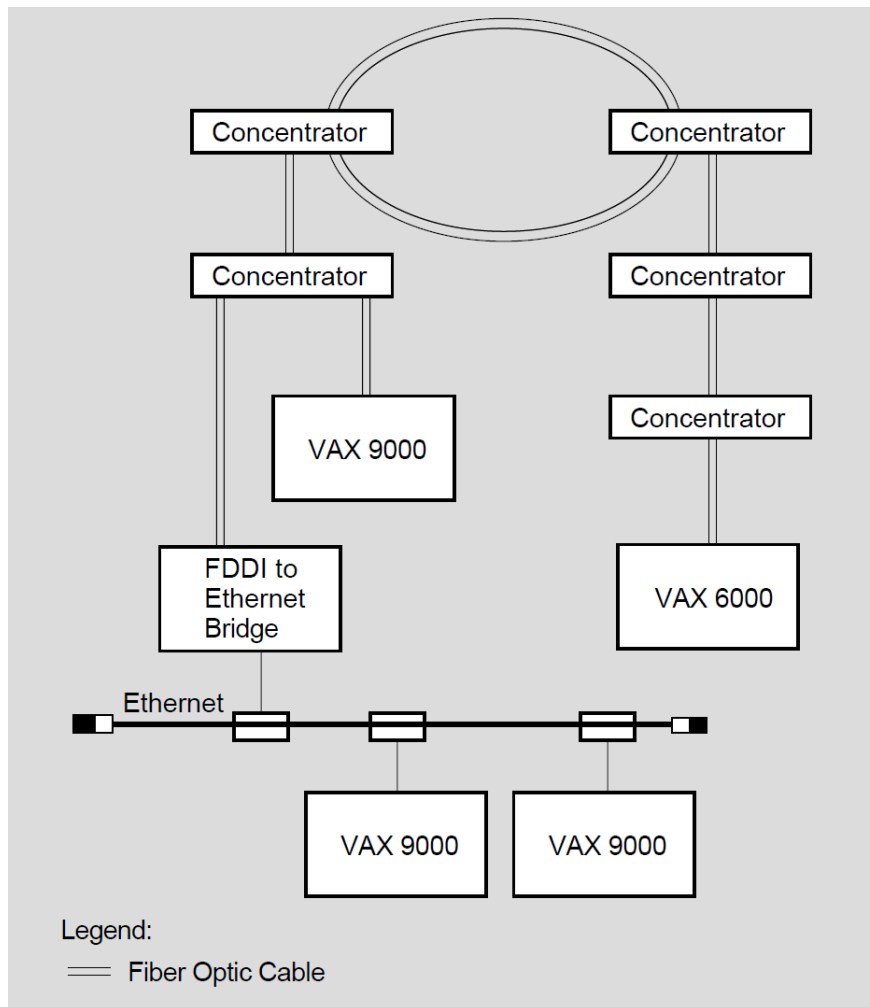 Concentrator
Concentrator
Concentrator
Concentrator
Concentrator
VAX 9000
FDDI to
Ethernet
Bridge
VAX 6000
Ethernet
VAX 9000
VAX 9000
Legend:
Fiber Optic Cable